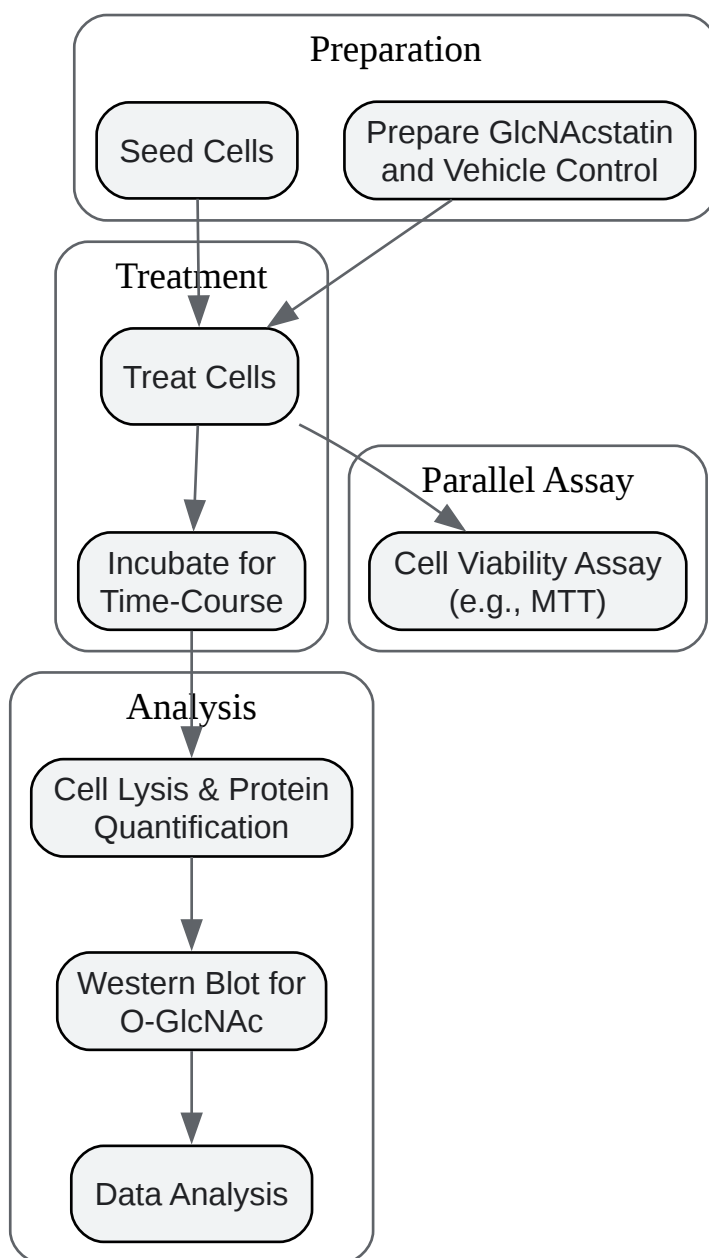 Preparation
Seed Cells
Prepare GlcNAcstatin
and Vehicle Control
Treatment
Treat Cells
Parallel Assay
Incubate for
Time-Course
Cell Viability Assay
(e.g., MTT)
Analysis
Cell Lysis & Protein
Quantification
Western Blot for
O-GlcNAc
Data Analysis